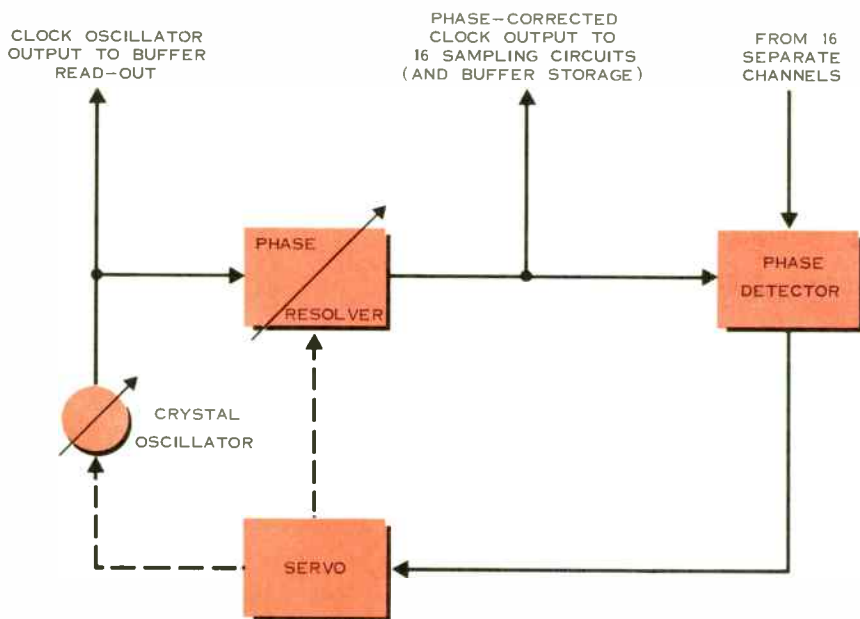 CLOCK OSCILLATOR
OUTPUT TO BUFFER
READ-OUT
PHASE-CORRECTED
CLOCK OUTPUT TO
16 SAMPLING CIRCUITS
(AND BUFFER STORAGE)
FROM 16
SEPARATE
CHANNELS
PHASE
RESOLVER
PHASE
DETECTOR
CRYSTAL
OSCILLATOR
SERVO